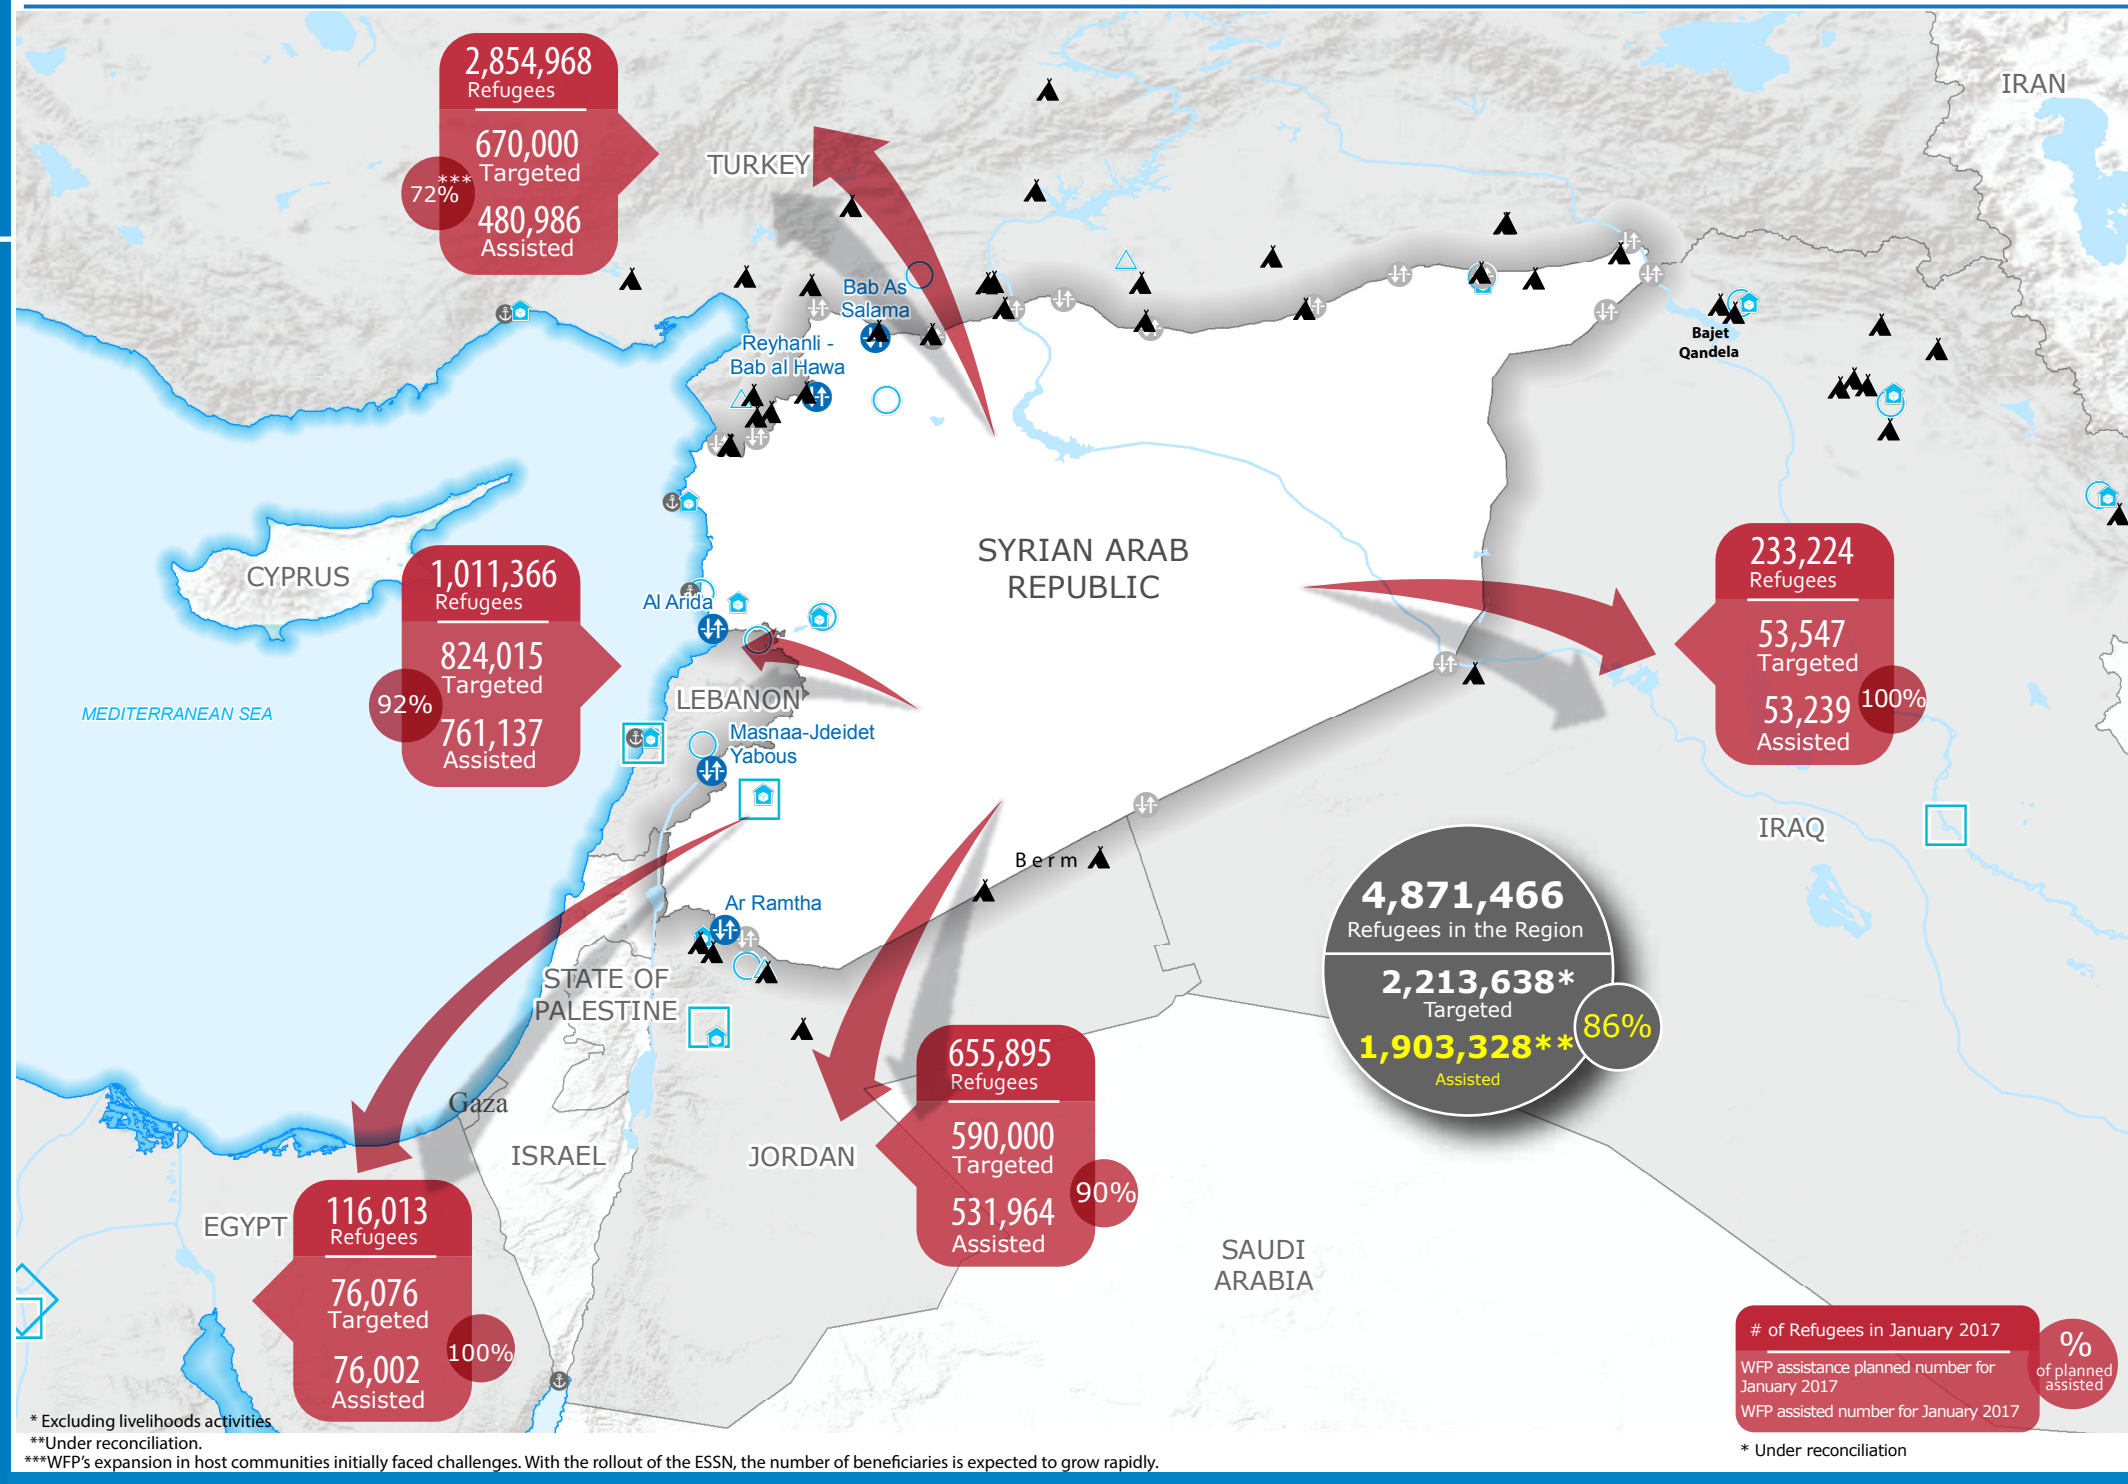 2,854,968
Refugees
670,000
Targeted
***
72%
480,986
Assisted
TURKEY
IRAN
Bab As
Salama
Reyhanli -
Bab al Hawa
Bajet
Qandela
SYRIAN ARAB
REPUBLIC
CYPRUS
1,011,366
Refugees
824,015
Targeted
92%
761,137
Assisted
Al Arida
LEBANON
MEDITERRANEAN SEA
Masnaa-Jdeidet
Yabous
233,224
Refugees
53,547
Targeted
100%
53,239
Assisted
IRAQ
Berm
Ar Ramtha
4,871,466
Refugees in the Region
2,213,638*
Targeted
1,903,328**
86%
Assisted
STATE OF
PALESTINE
Gaza
ISRAEL
JORDAN
655,895
Refugees
590,000
Targeted
90%
531,964
Assisted
EGYPT
116,013
Refugees
76,076
Targeted
100%
76,002
Assisted
SAUDI
ARABIA
# of Refugees in January 2017
WFP assistance planned number for
January 2017
WFP assisted number for January 2017
%
of planned
assisted
* Under reconciliation
* Excluding livelihoods activities
**Under reconciliation.
***WFP's expansion in host communities initially faced challenges. With the rollout of the ESSN, the number of beneficiaries is expected to grow rapidly.